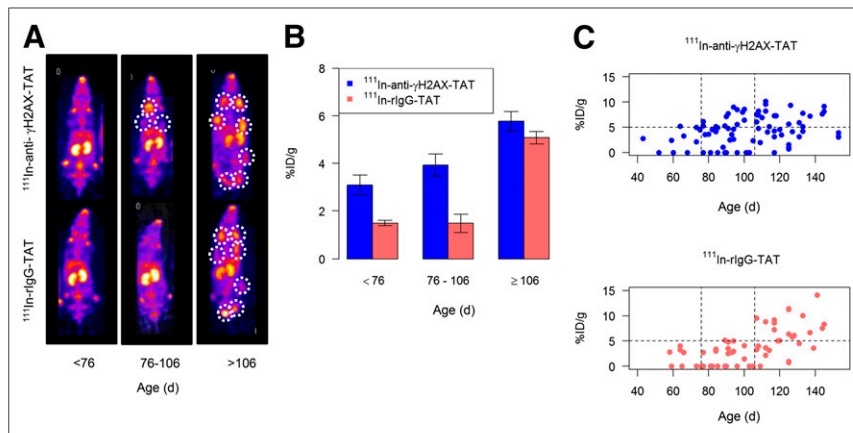 A
111In-anti-γH2AX-TAT
111In-rIgG-TAT
<76 76-106 >106
Age (d)
B
8
6
4
2
0
%ID/g
111In-anti-γH2AX-TAT
111In-rIgG-TAT
< 76 76 - 106 ≥ 106
Age (d)
C
111In-anti-γH2AX-TAT
15
10
5
0
%ID/g
40 60 80 100 120 140
Age (d)
111In-rIgG-TAT
15
10
5
0
%ID/g
40 60 80 100 120 140
Age (d)